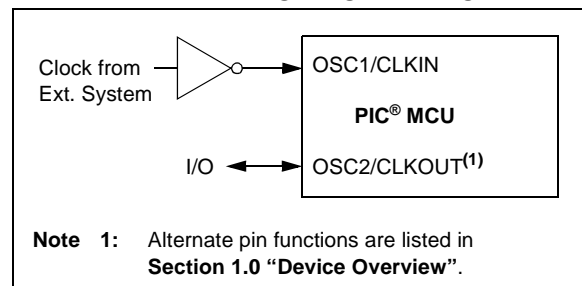 Clock from
Ext. System
OSC1/CLKIN
PIC® MCU
I/O
OSC2/CLKOUT(1)
Note 1: Alternate pin functions are listed in
Section 1.0 “Device Overview”.